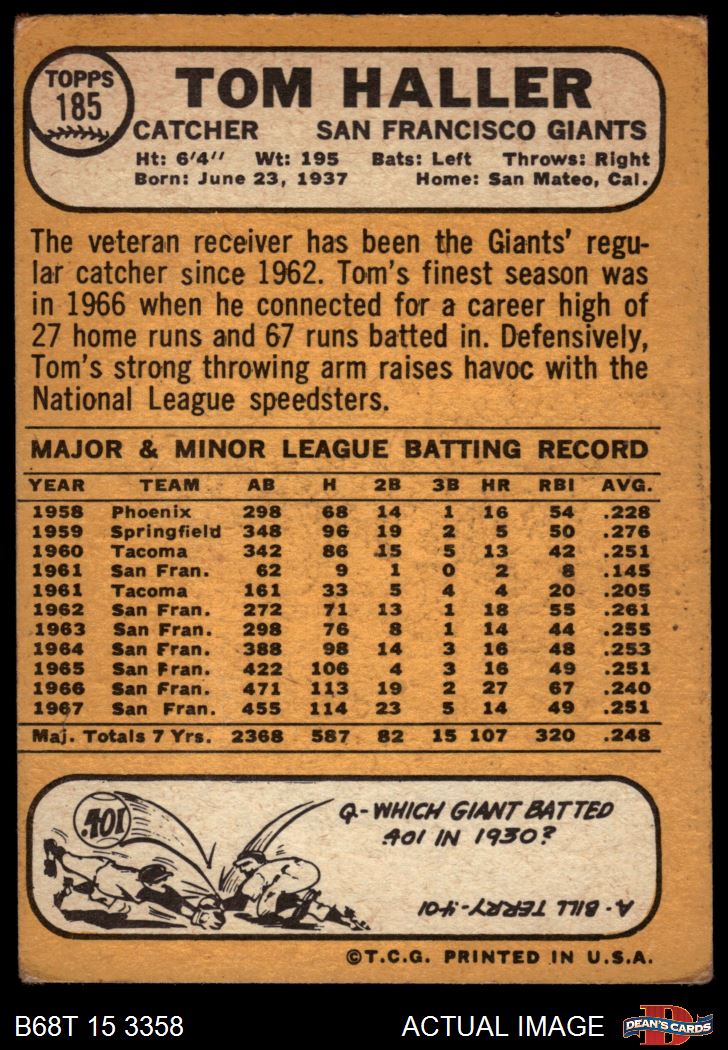 TOPPS
185
TOM HALLER
CATCHER SAN FRANCISCO GIANTS
Ht: 6'4" Wt: 195 Bats: Left Throws: Right
Born: June 23, 1937 Home: San Mateo, Cal.
The veteran receiver has been the Giants' regu-
lar catcher since 1962. Tom's finest season was
in 1966 when he connected for a career high of
27 home runs and 67 runs batted in. Defensively,
Tom's strong throwing arm raises havoc with the
National League speedsters.
MAJOR & MINOR LEAGUE BATTING RECORD
YEAR TEAM AB H 2B 3B HR RBI AVG.
1958 Phoenix 298 68 14 1 16 54 .228
1959 Springfield 348 96 19 2 5 50 .276
1960 Tacoma 342 86 15 5 13 42 .251
1961 San Fran. 62 9 1 0 2 8 .145
1961 Tacoma 161 33 5 4 4 20 .205
1962 San Fran. 272 71 13 1 18 55 .261
1963 San Fran. 298 76 8 1 14 44 .255
1964 San Fran. 388 98 14 3 16 48 .253
1965 San Fran. 422 106 4 3 16 49 .251
1966 San Fran. 471 113 19 2 27 67 .240
1967 San Fran. 455 114 23 5 14 49 .251
Maj. Totals 7 Yrs. 2368 587 82 15 107 320 .248
.401
Q-WHICH GIANT BATTED
.401 IN 1930?
A-BILL TERRY-.401
©T.C.G. PRINTED IN U.S.A.
B68T 15 3358 ACTUAL IMAGE
D
DEAN'S CARDS